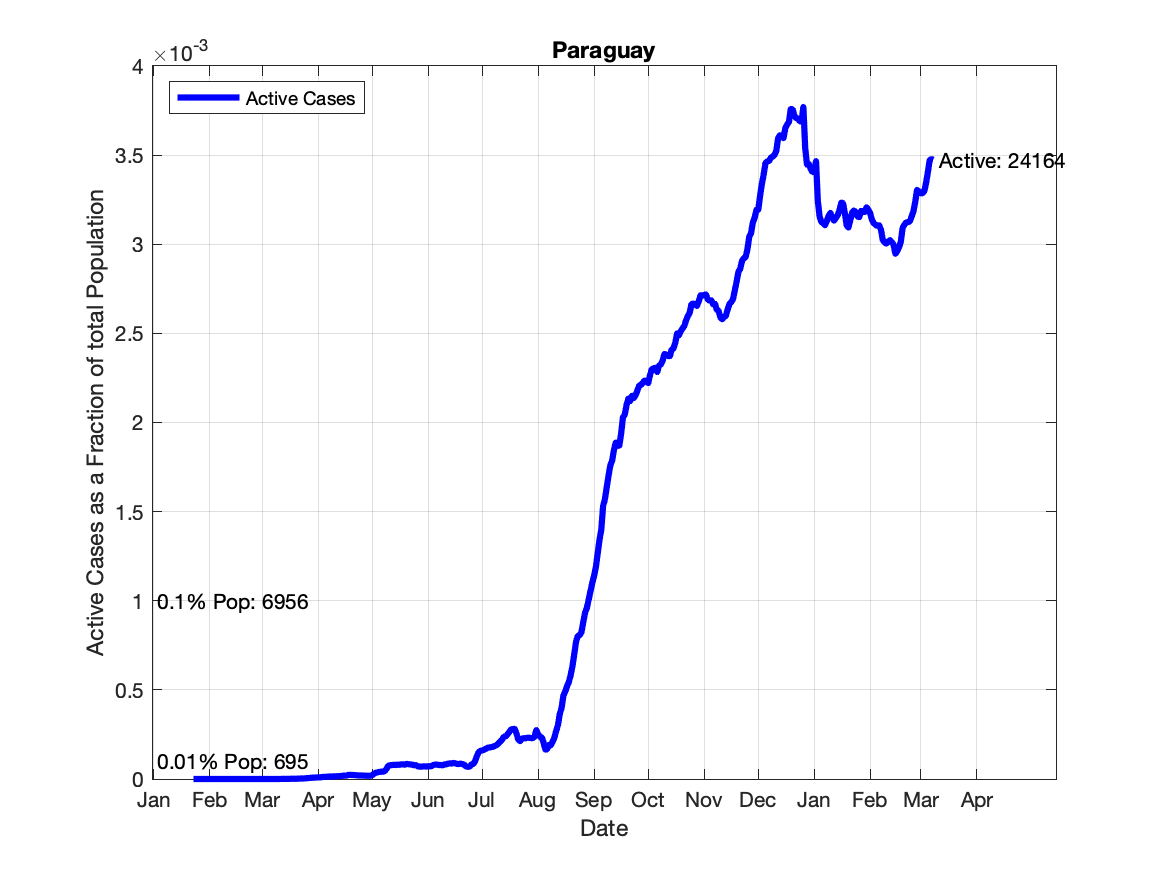 Paraguay
×10-3
4
3.5
3
2.5
2
1.5
1
0.5
0
Active Cases as a Fraction of total Population
Active Cases
Active: 24164
0.1% Pop: 6956
0.01% Pop: 695
Jan Feb Mar Apr May Jun Jul Aug Sep Oct Nov Dec Jan Feb Mar Apr
Date